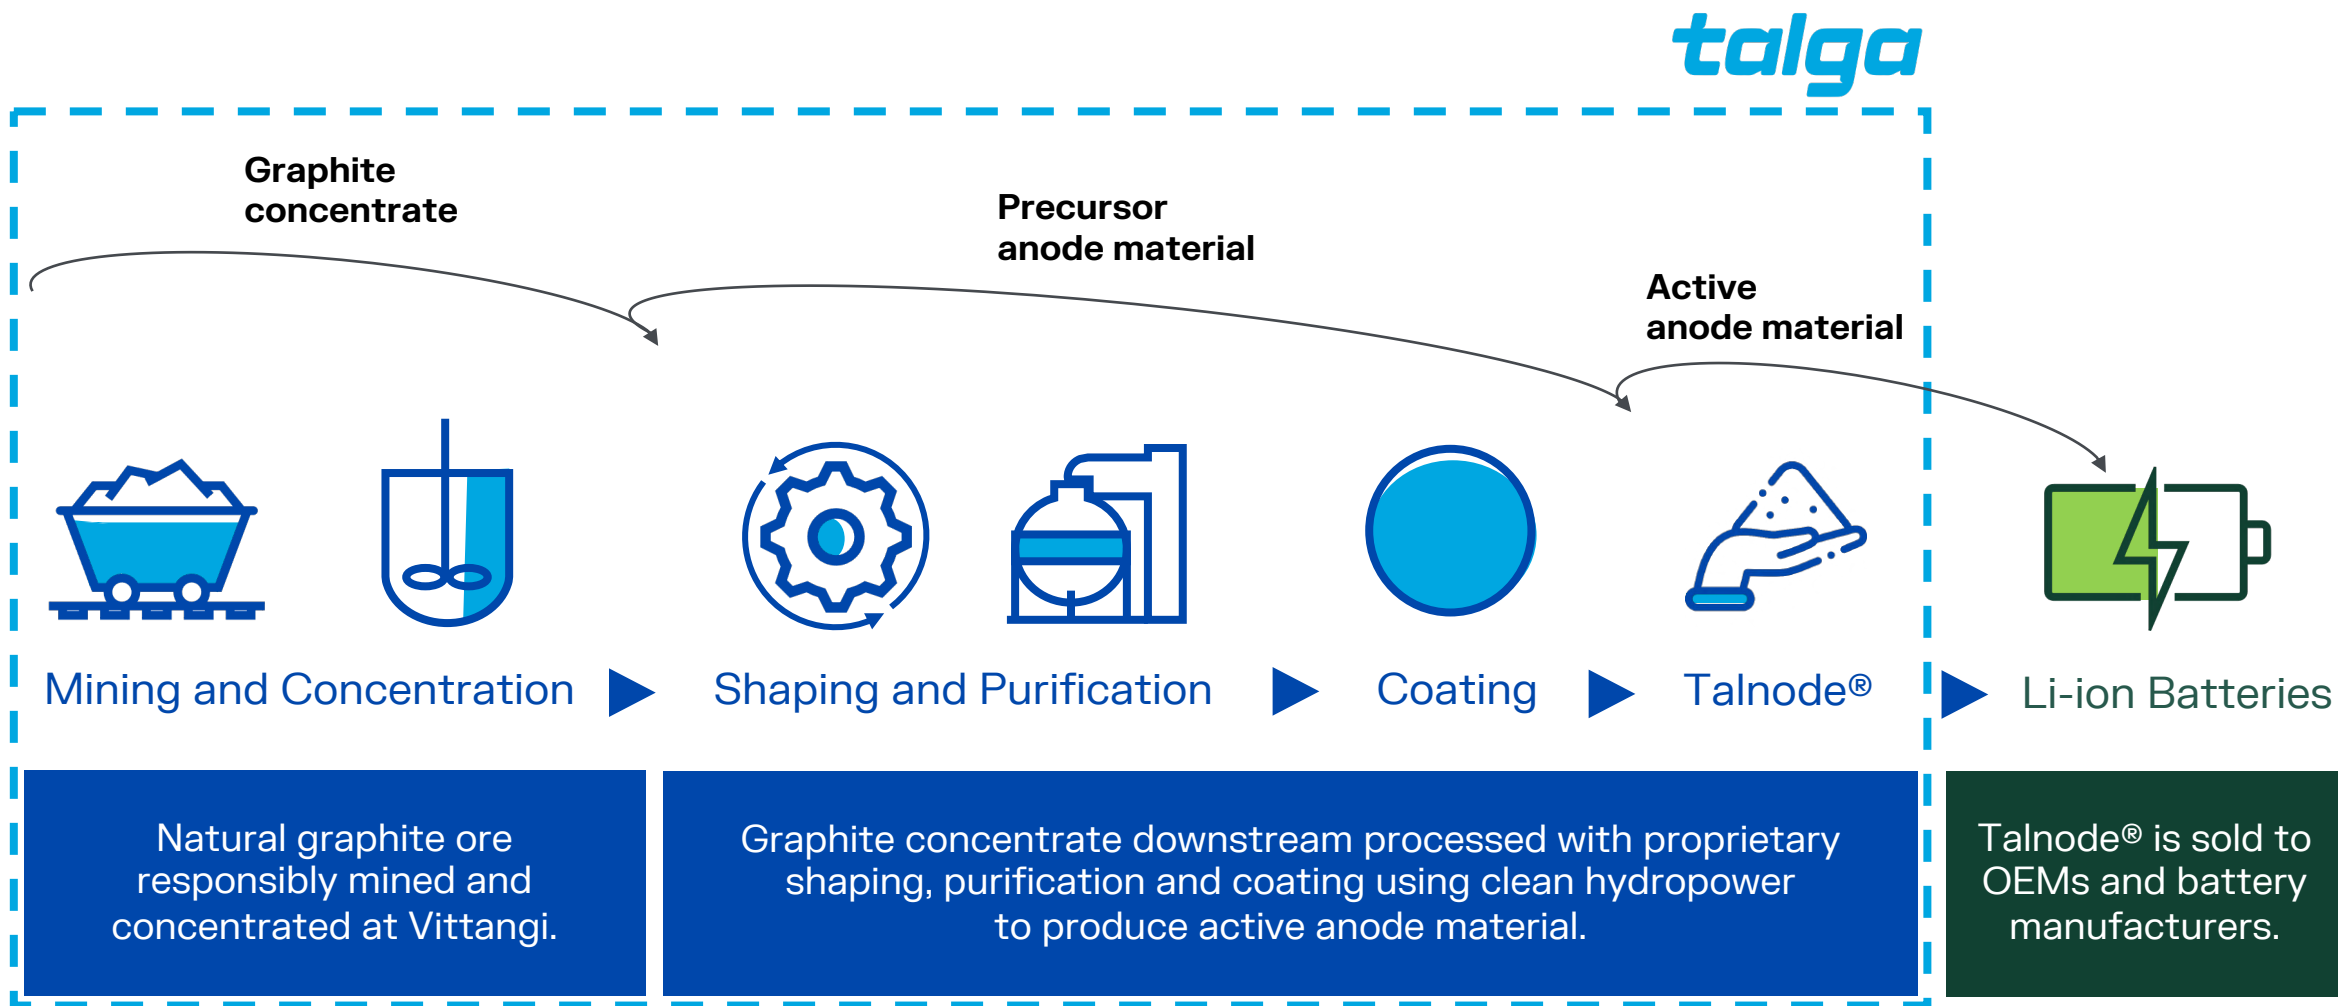 talga
Graphite
concentrate
Precursor
anode material
Active
anode material
Mining and Concentration
Shaping and Purification
Coating
Talnode®
Li-ion Batteries
Natural graphite ore
responsibly mined and
concentrated at Vittangi.
Graphite concentrate downstream processed with proprietary
shaping, purification and coating using clean hydropower
to produce active anode material.
Talnode® is sold to
OEMs and battery
manufacturers.